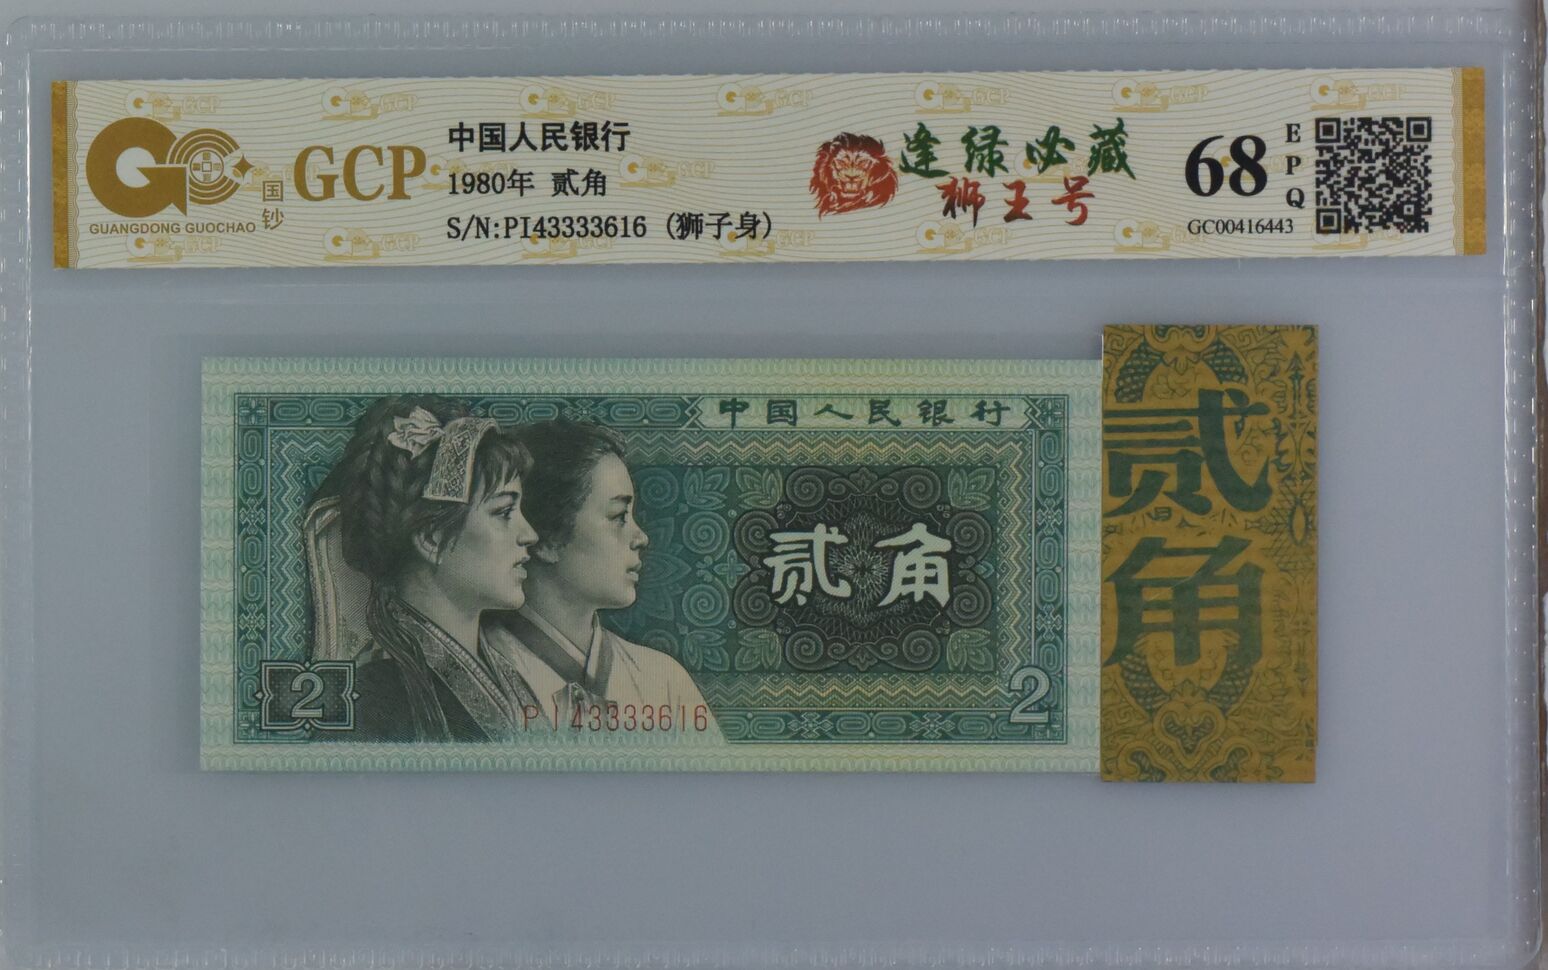 GCP
国钞
GUANGDONG GUOCHAO
中国人民银行
1980年 贰角
S/N:PI43333616 (狮子身)
逢绿必藏
狮王号
68
EPQ
GC00416443
中国人民银行
贰角
2
2
PI43333616
贰角